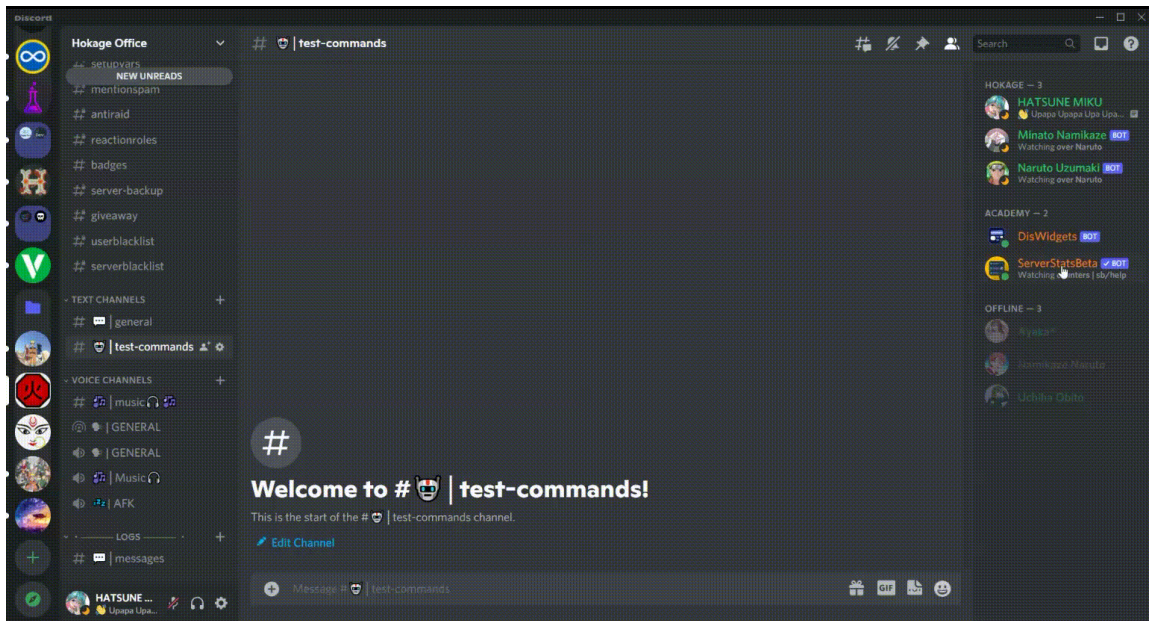 Discord
Hokage Office
setupvars
NEW UNREADS
mentionspam
antiraid
reactionroles
badges
server-backup
giveaway
userblacklist
serverblacklist
TEXT CHANNELS
| general
| test-commands
VOICE CHANNELS
| music
| GENERAL
| GENERAL
| Music
| AFK
LOGS
| messages
HATSUNE ...
Upapa Upa...
# | test-commands
Welcome to # | test-commands!
This is the start of the # | test-commands channel.
Edit Channel
Message # | test-commands
GIF
Search
HOKAGE — 3
HATSUNE MIKU
Upapa Upapa Upa Upa...
Minato Namikaze BOT
Watching over Naruto
Naruto Uzumaki BOT
Watching over Naruto
ACADEMY — 2
DisWidgets BOT
ServerStatsBeta ✓ BOT
Watching | sb/help
OFFLINE — 3
Ayeka*
Namikaze Naruto
Uchiha Obito